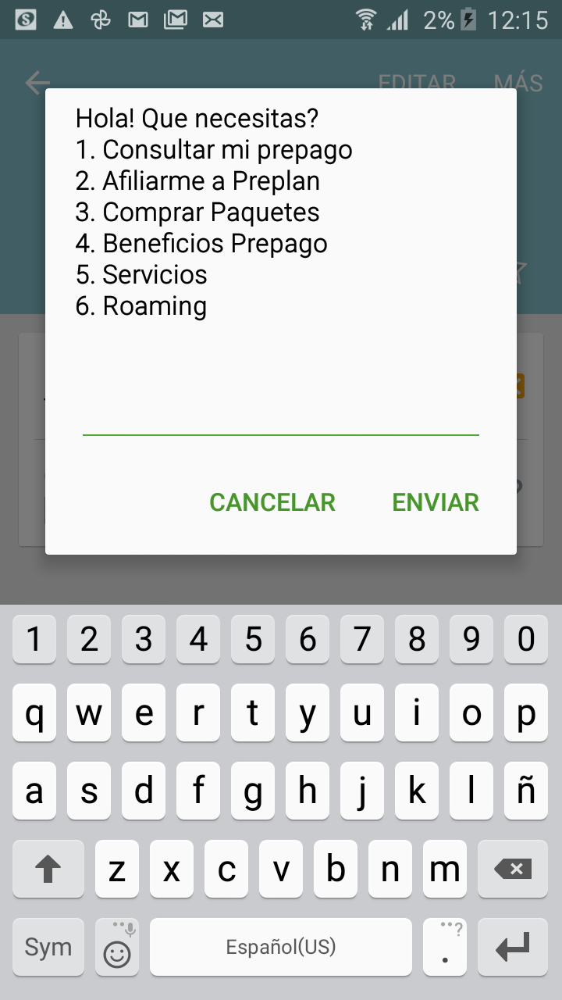 2% 12:15
EDITAR MÁS
Hola! Que necesitas?
1. Consultar mi prepago
2. Afiliarme a Preplan
3. Comprar Paquetes
4. Beneficios Prepago
5. Servicios
6. Roaming
CANCELAR ENVIAR
1 2 3 4 5 6 7 8 9 0
q w e r t y u i o p
a s d f g h j k l ñ
z x c v b n m
Sym Español(US) . ?